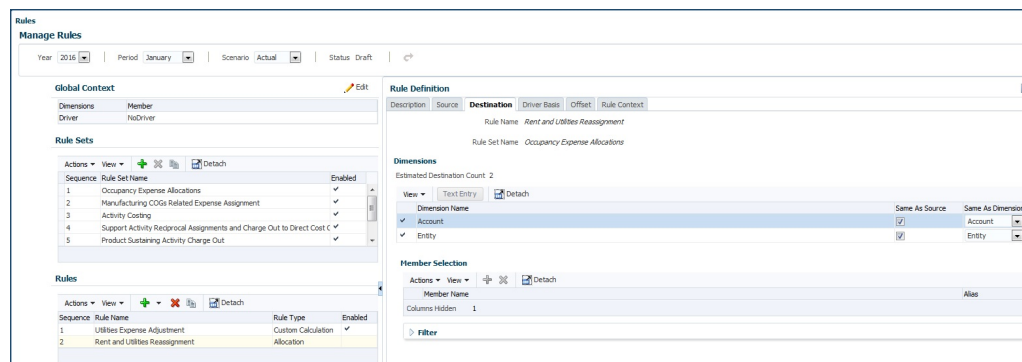 Rules
Manage Rules
Year 2016 Period January Scenario Actual Status Draft
Global Context Edit
Dimensions Member
Driver NoDriver
Rule Sets
Actions View Detach
Sequence Rule Set Name Enabled
1 Occupancy Expense Allocations
2 Manufacturing COGs Related Expense Assignment
3 Activity Costing
4 Support Activity Reciprocal Assignments and Charge Out to Direct Cost C
5 Product Sustaining Activity Charge Out
Rules
Actions View Detach
Sequence Rule Name Rule Type Enabled
1 Utilities Expense Adjustment Custom Calculation
2 Rent and Utilities Reassignment Allocation
Rule Definition
Description Source Destination Driver Basis Offset Rule Context
Rule Name Rent and Utilities Reassignment
Rule Set Name Occupancy Expense Allocations
Dimensions
Estimated Destination Count 2
View Text Entry Detach
Dimension Name Same As Source Same As Dimension
Account Account
Entity Entity
Member Selection
Actions View Detach
Member Name Alias
Columns Hidden 1
Filter